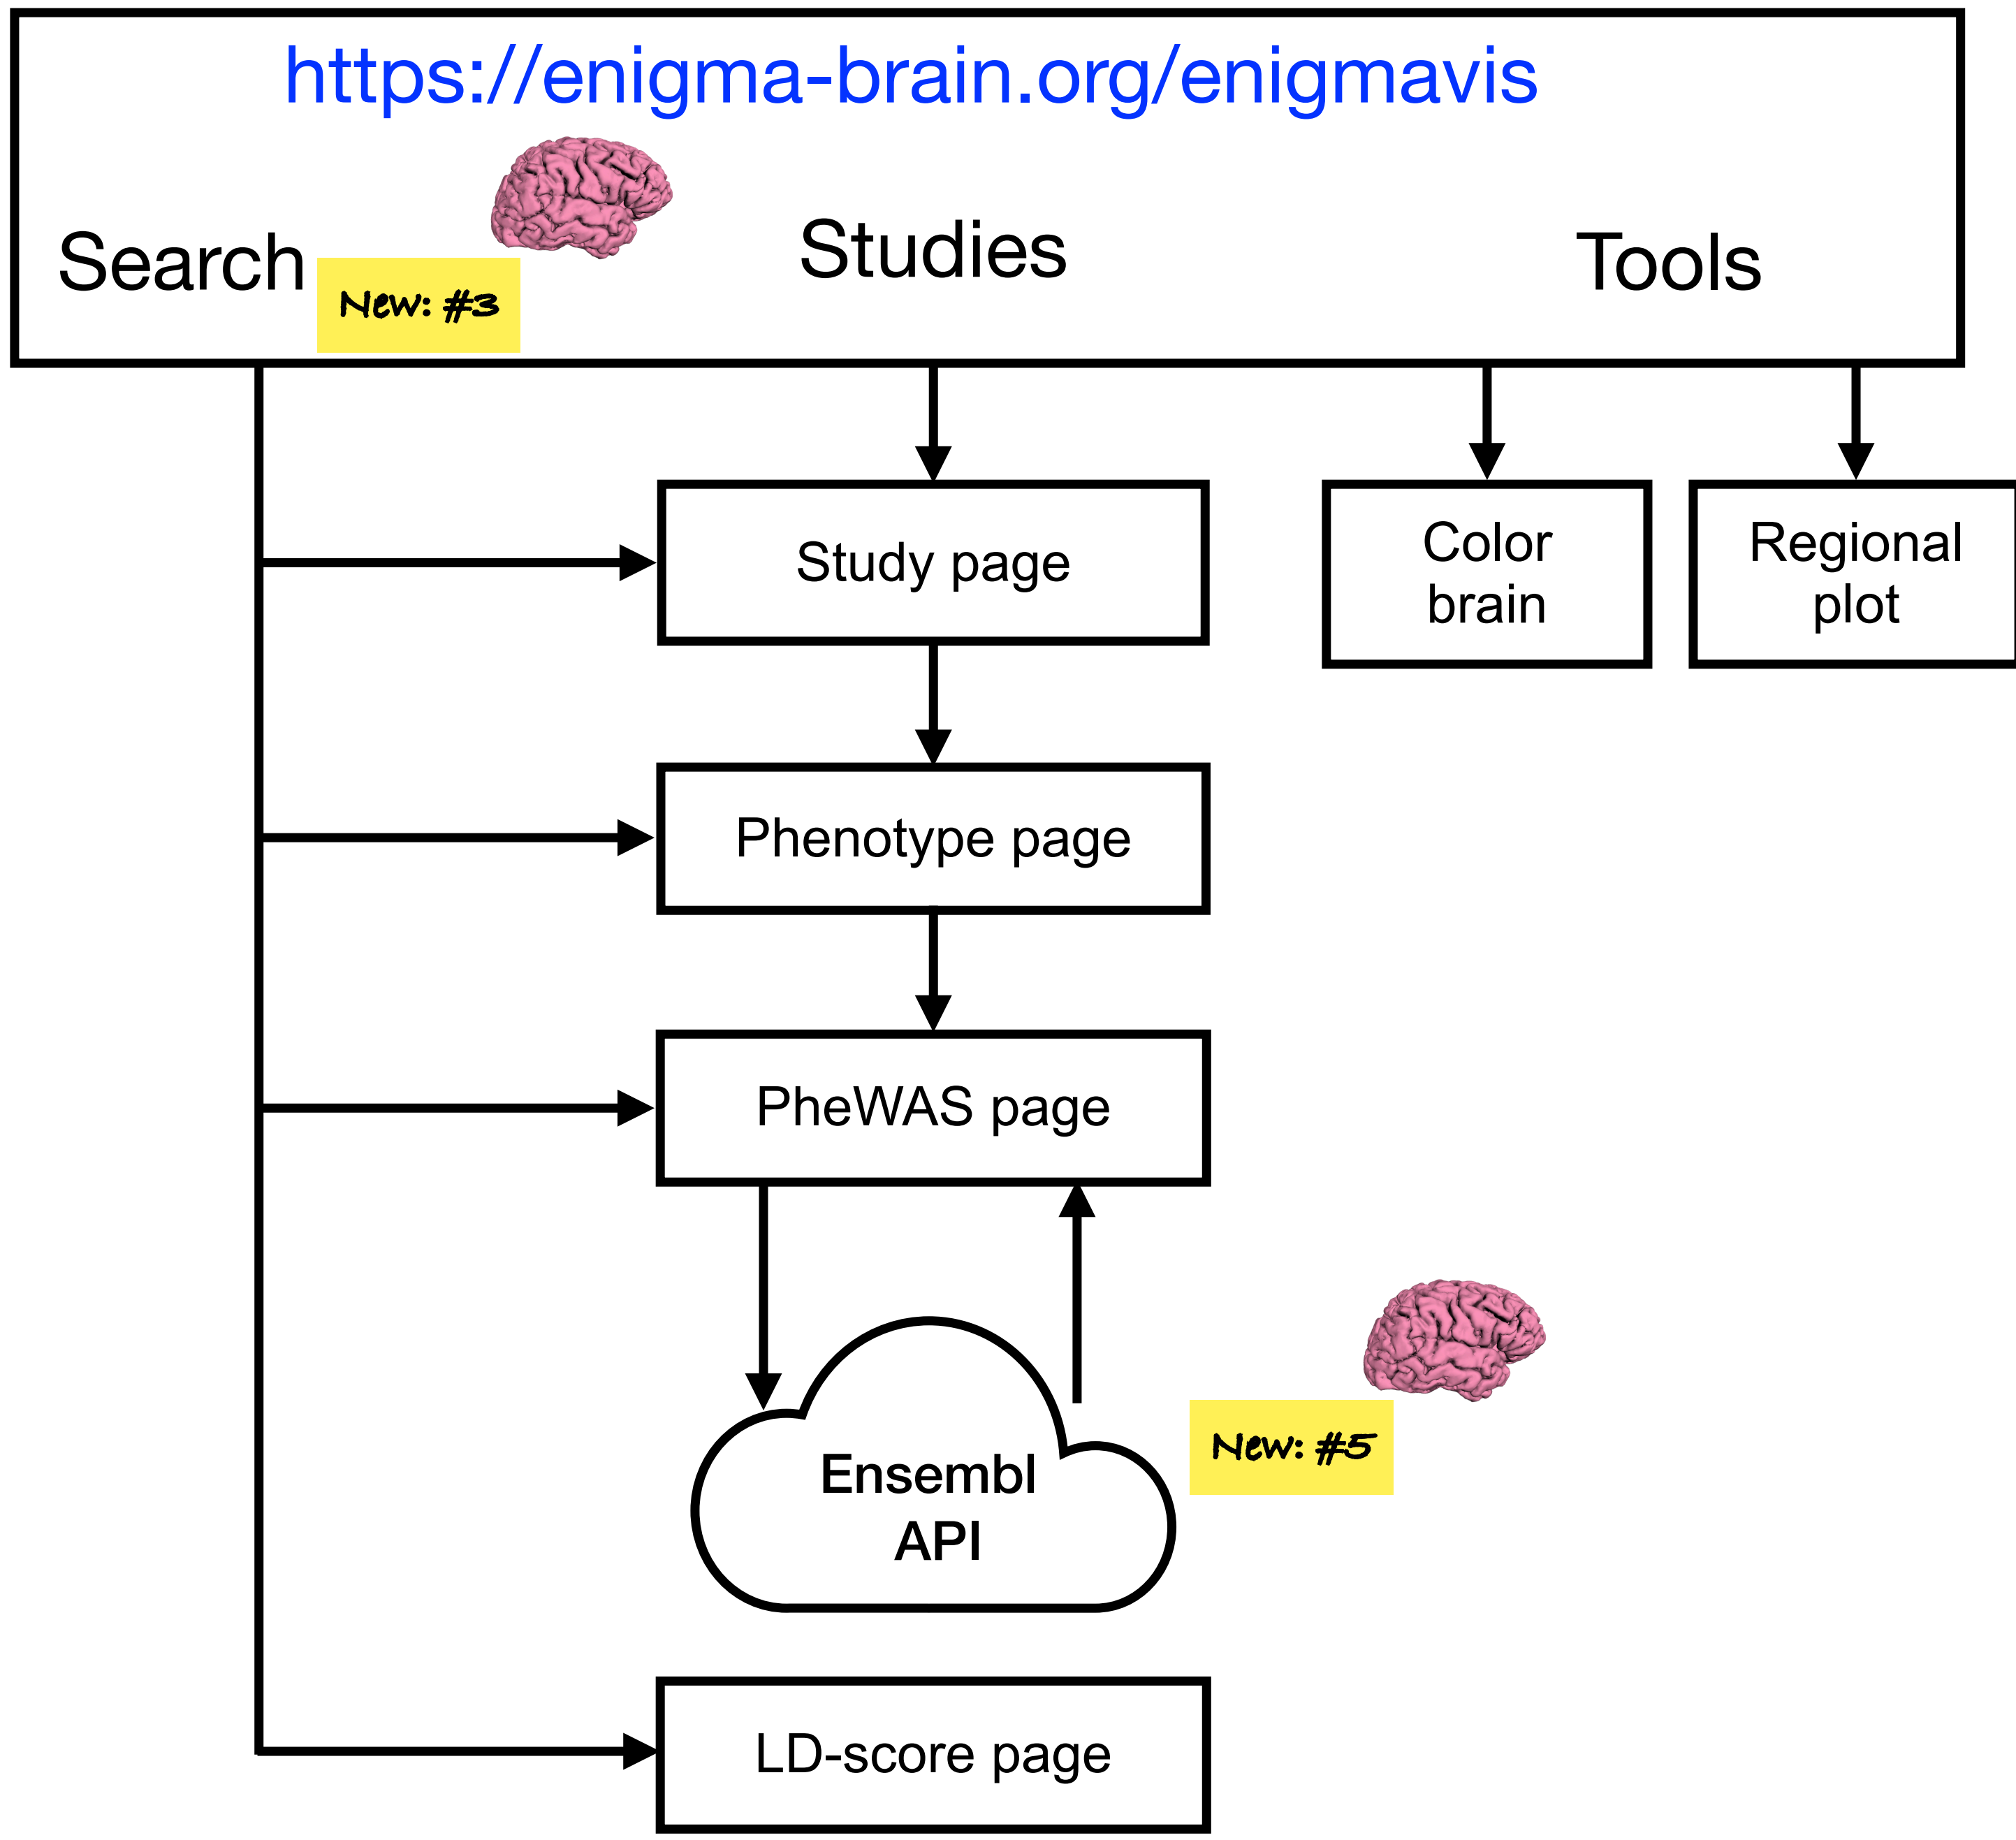 https://enigma-brain.org/enigmavis
Search
New: #3
Studies
Tools
Study page
Color
brain
Regional
plot
Phenotype page
PheWAS page
Ensembl
API
New: #5
LD-score page